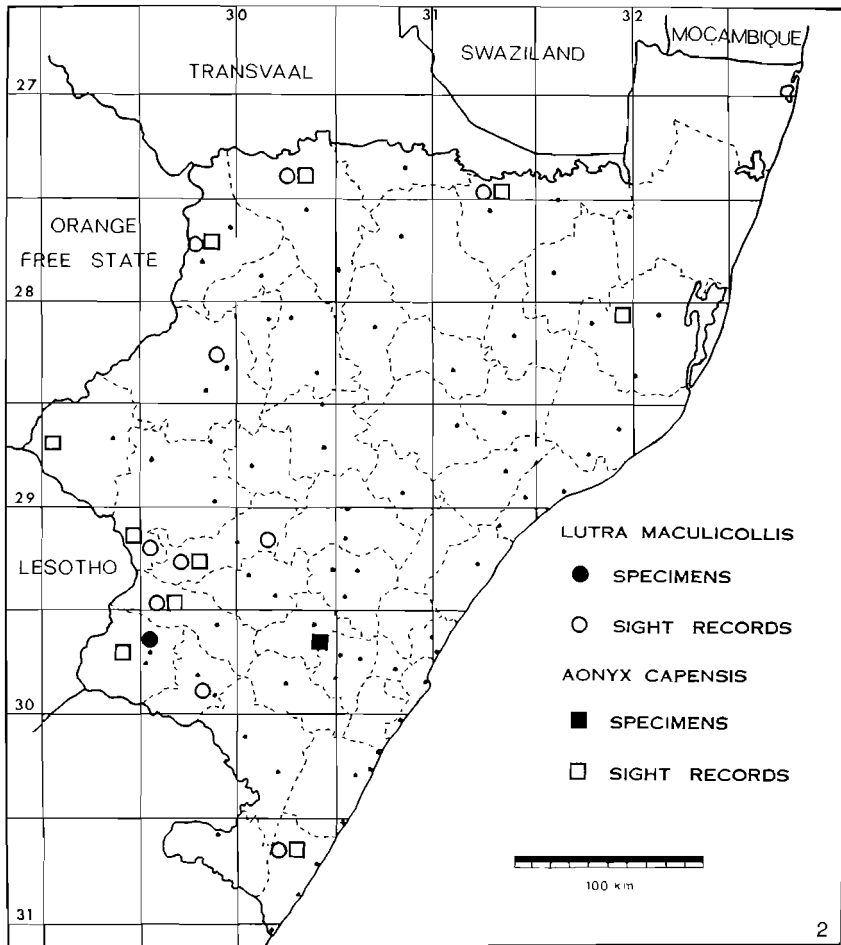 30 31 32
MOÇAMBIQUE
SWAZILAND
TRANSVAAL
27
ORANGE
FREE STATE
28
29
LESOTHO
30
31
LUTRA MACULICOLLIS
SPECIMENS
SIGHT RECORDS
AONYX CAPENSIS
SPECIMENS
SIGHT RECORDS
100 km
2